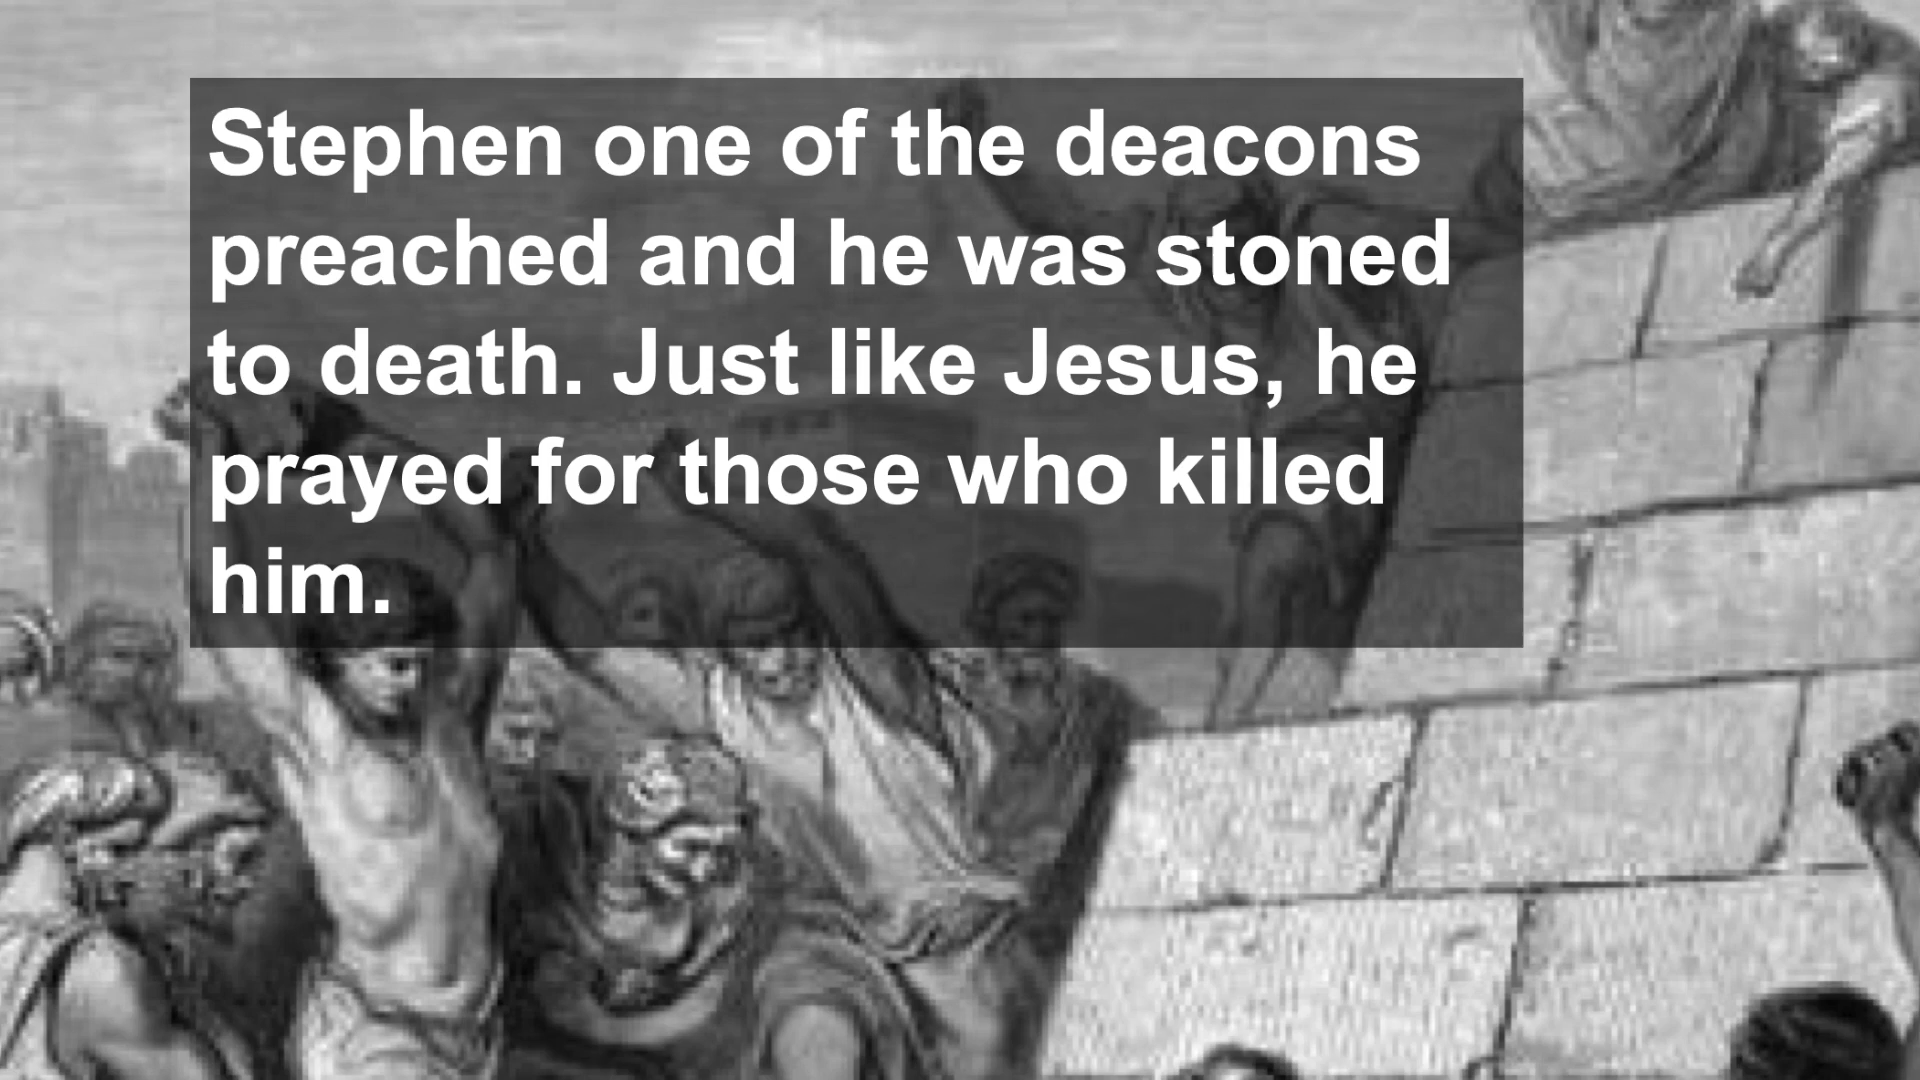 Stephen one of the deacons
preached and he was stoned
to death. Just like Jesus, he
prayed for those who killed
him.